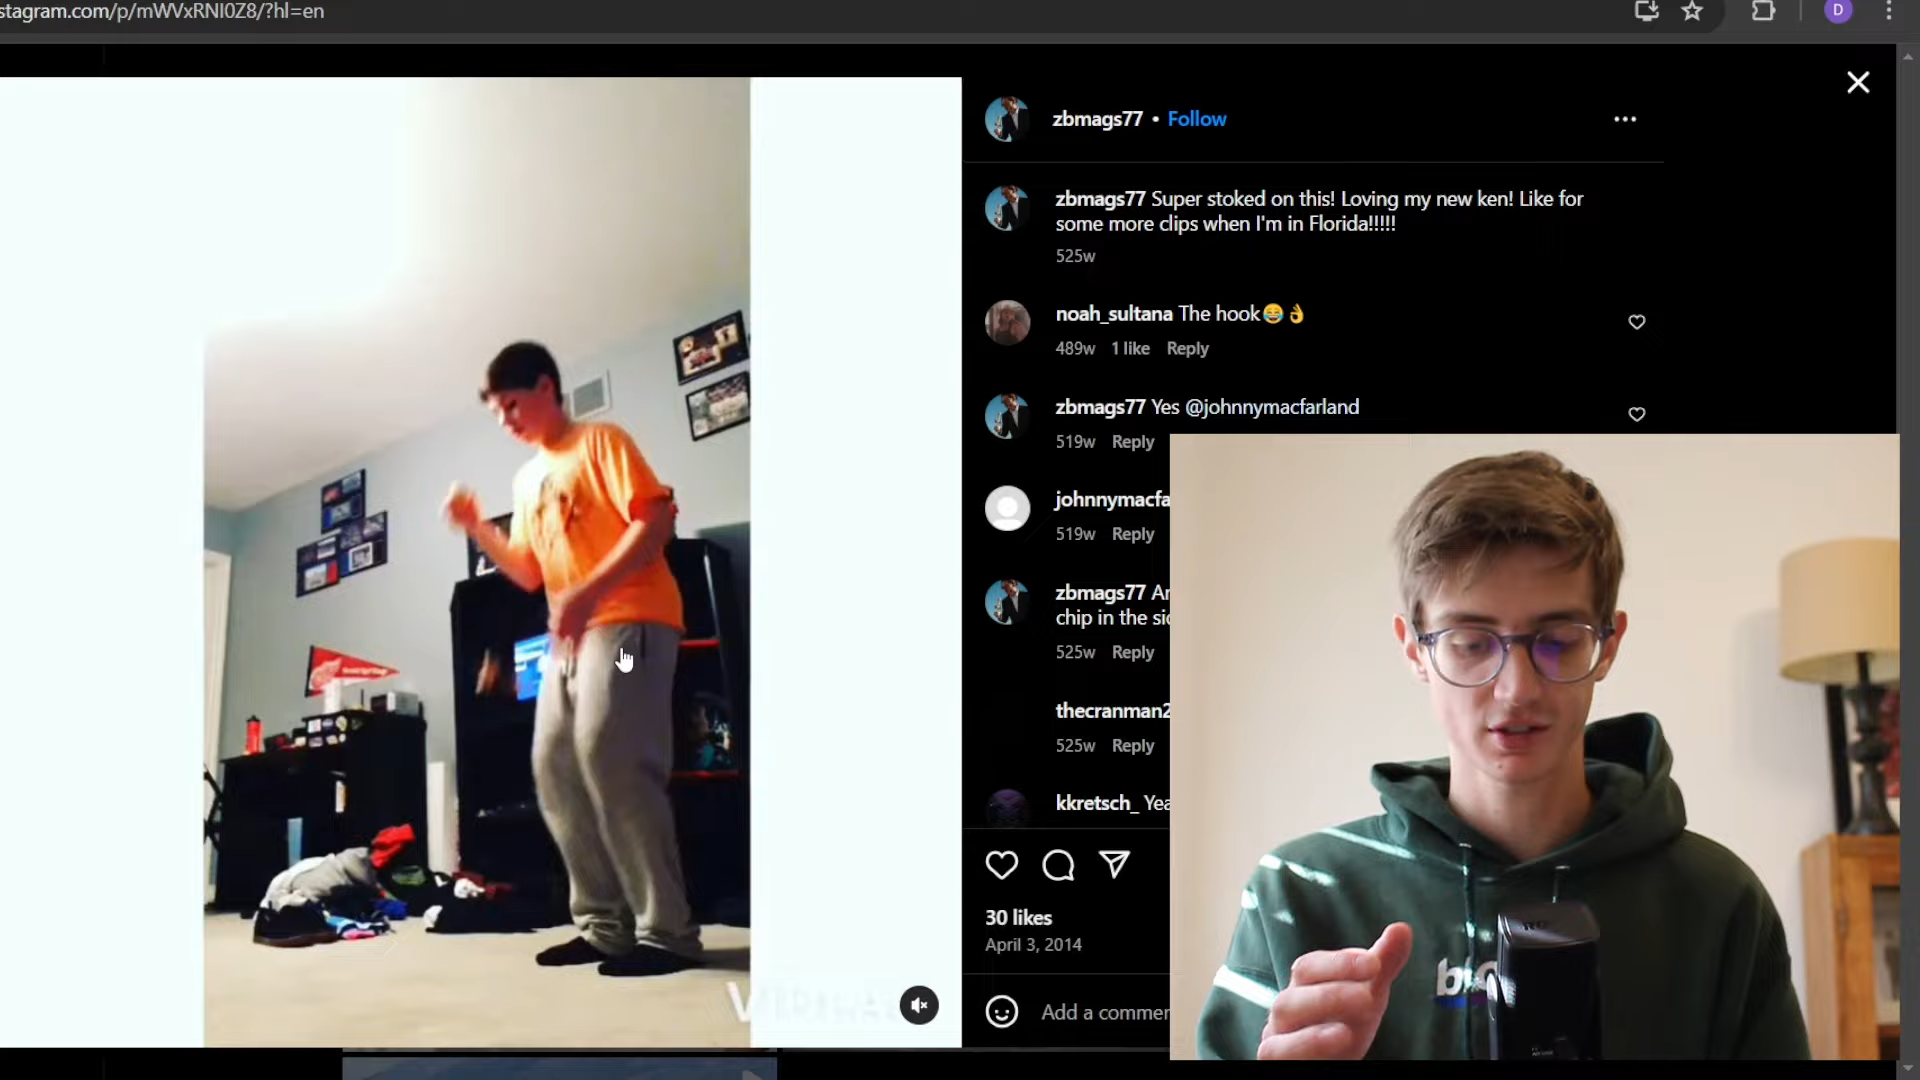 stagram.com/p/mWVxRNI0Z8/?hl=en
D
zbmags77 • Follow
zbmags77 Super stoked on this! Loving my new ken! Like for
some more clips when I'm in Florida!!!!!
525w
noah_sultana The hook😂👌
489w 1 like Reply
zbmags77 Yes @johnnymacfarland
519w Reply
johnnymacfa
519w Reply
zbmags77 Ar
chip in the sid
525w Reply
thecranman2
525w Reply
kkretsch_ Yea
30 likes
April 3, 2014
Add a commen